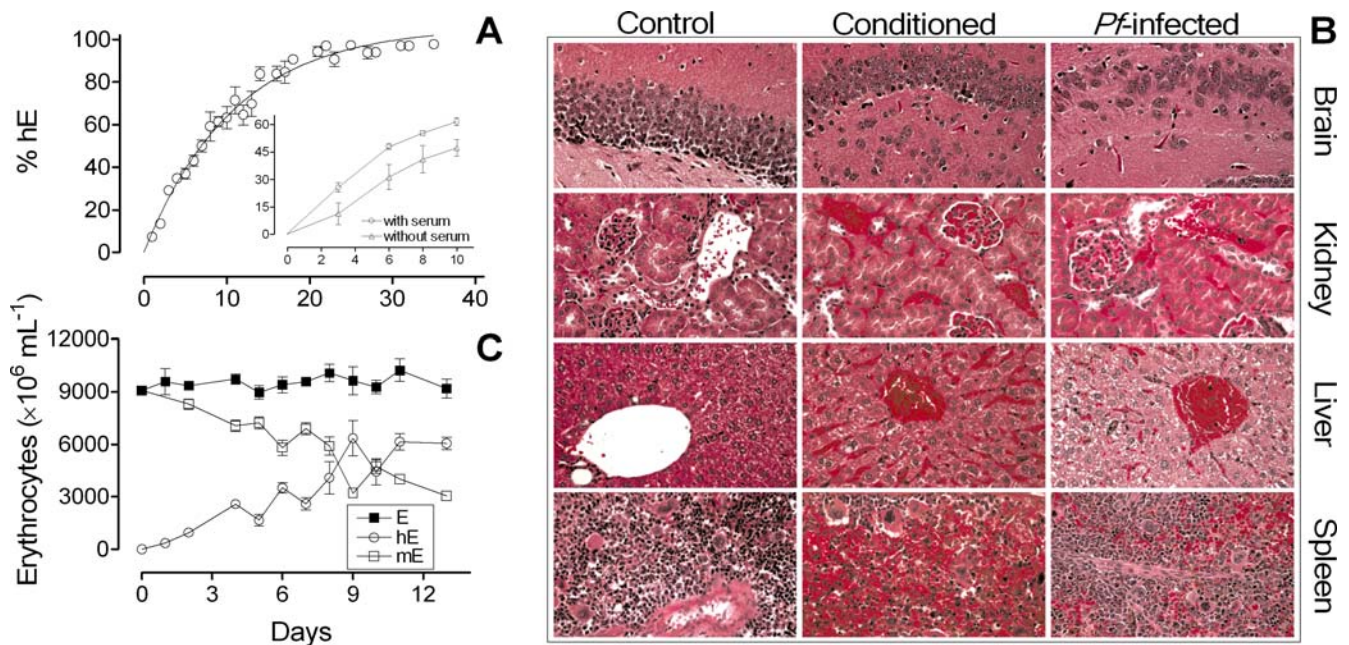 A
% hE
100
80
60
40
20
0
0 10 20 30 40
60
45
30
15
0
0 2 4 6 8 10
with serum
without serum
C
Erythrocytes (×10⁶ mL⁻¹)
12000
9000
6000
3000
0
0 3 6 9 12
Days
E
hE
mE
B
Control Conditioned Pf-infected
Brain
Kidney
Liver
Spleen